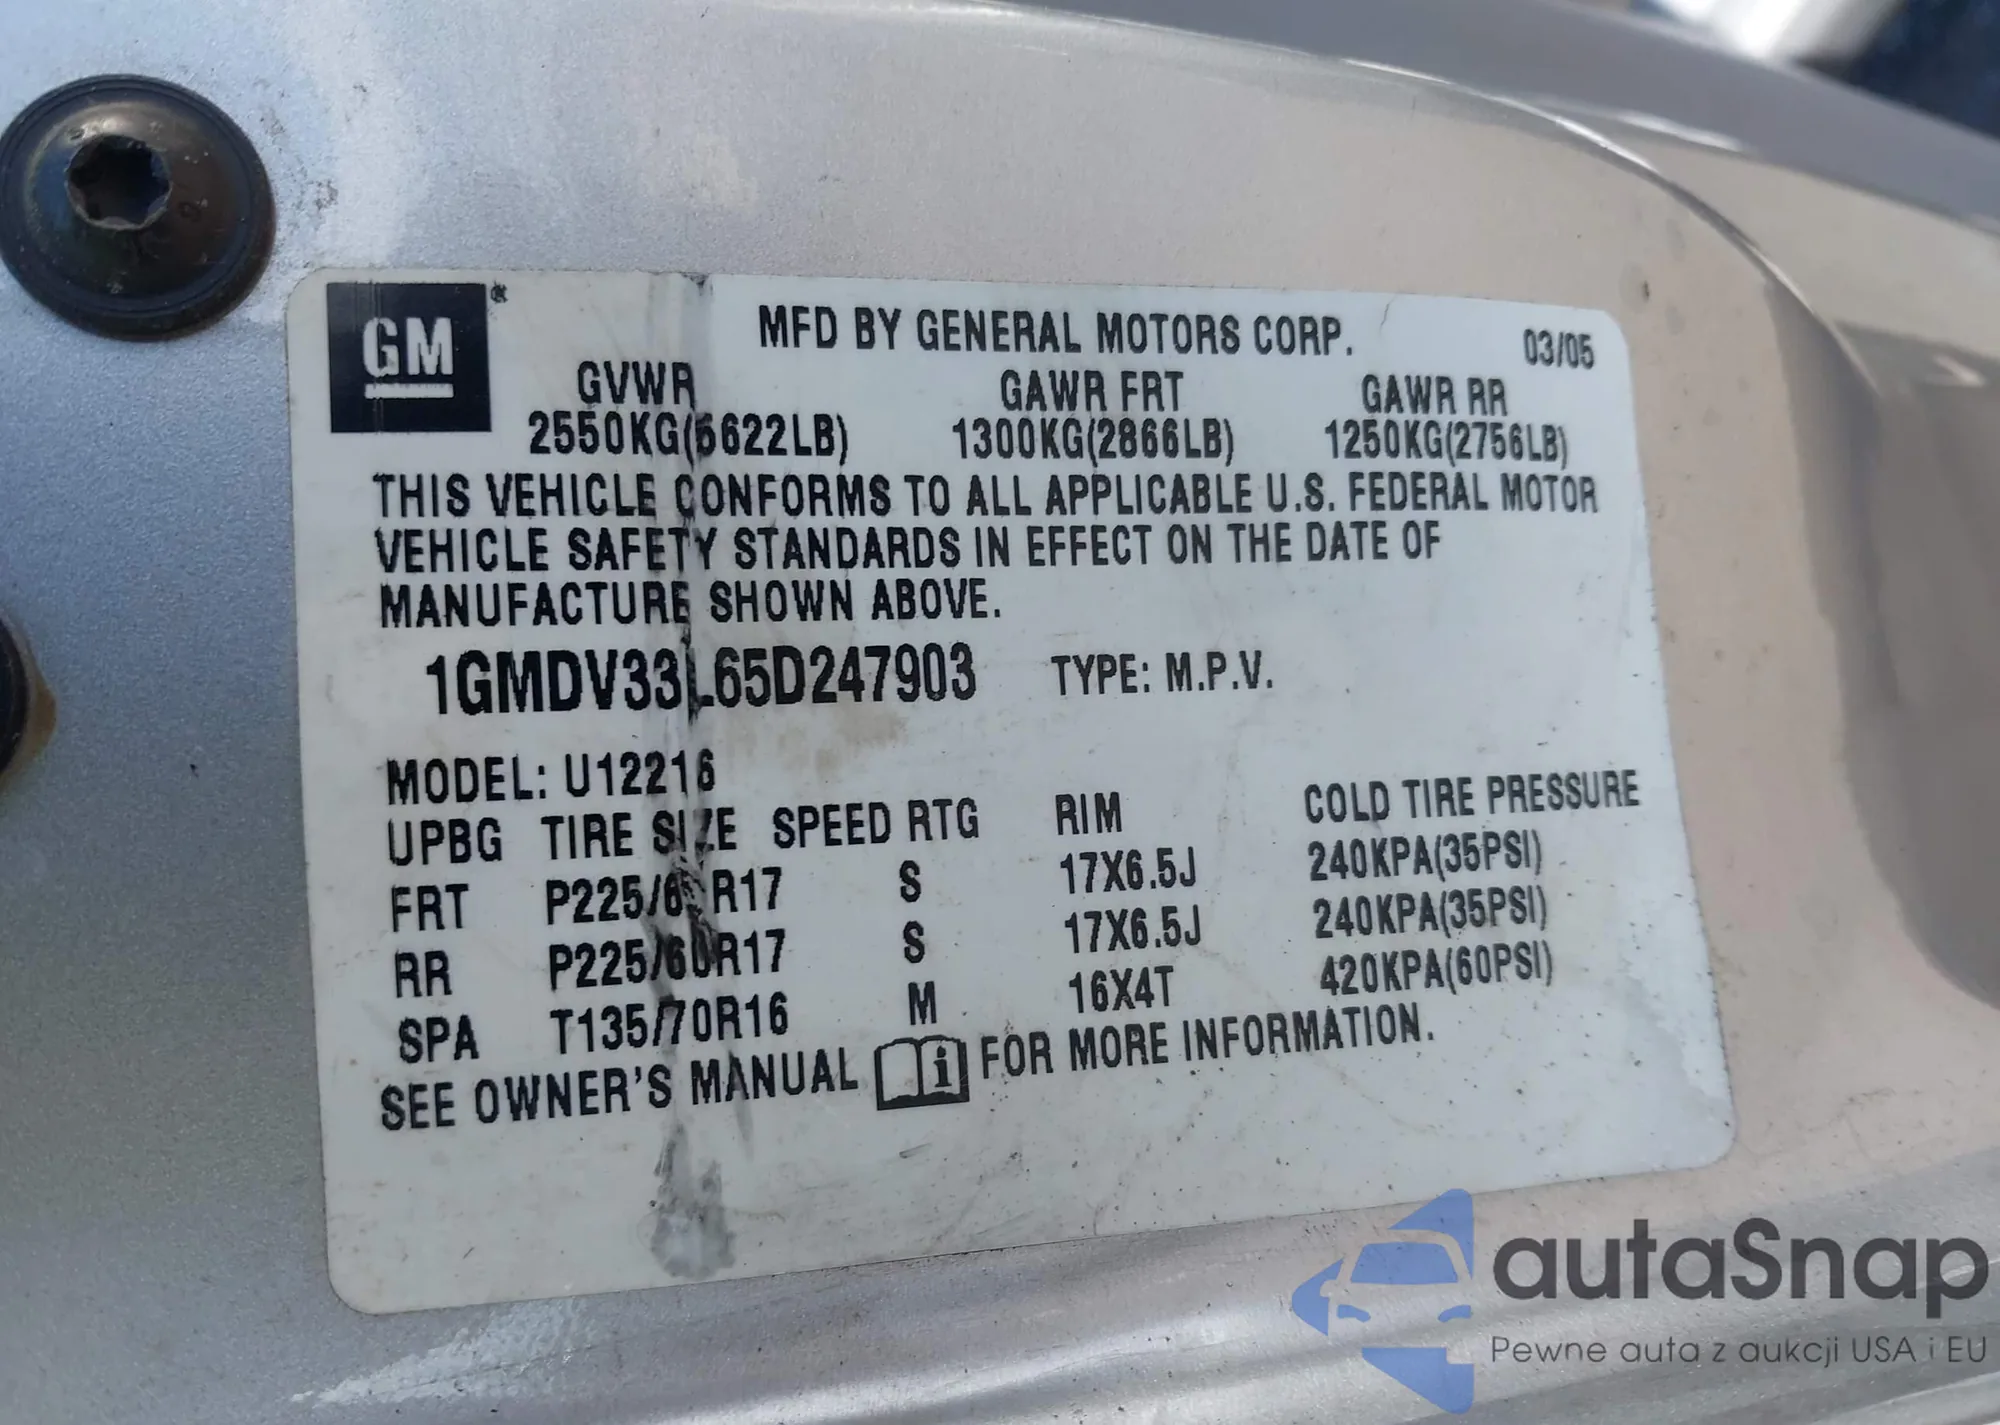 GM
MFD BY GENERAL MOTORS CORP. 03/05
GVWR GAWR FRT GAWR RR
2550KG(5622LB) 1300KG(2866LB) 1250KG(2756LB)
THIS VEHICLE CONFORMS TO ALL APPLICABLE U.S. FEDERAL MOTOR
VEHICLE SAFETY STANDARDS IN EFFECT ON THE DATE OF
MANUFACTURE SHOWN ABOVE.
1GMDV33L65D247903 TYPE: M.P.V.
MODEL: U12216
UPBG TIRE SIZE SPEED RTG RIM COLD TIRE PRESSURE
FRT P225/60R17 S 17X6.5J 240KPA(35PSI)
RR P225/60R17 S 17X6.5J 240KPA(35PSI)
SPA T135/70R16 M 16X4T 420KPA(60PSI)
SEE OWNER'S MANUAL i FOR MORE INFORMATION.
autaSnap
Pewne auta z aukcji USA i EU